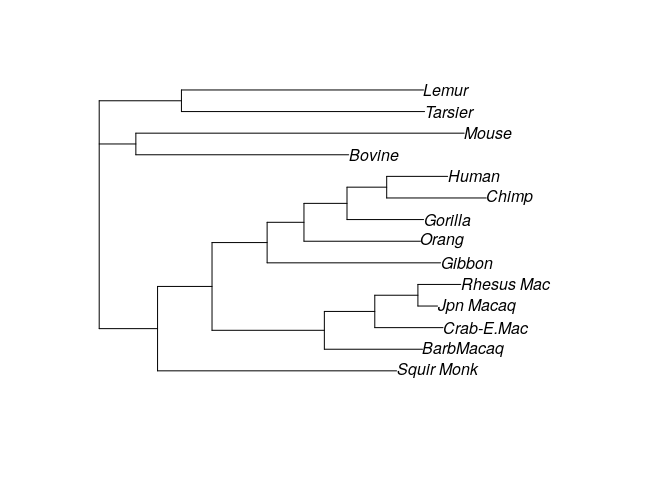 Lemur
Tarsier
Mouse
Bovine
Human
Chimp
Gorilla
Orang
Gibbon
Rhesus Mac
Jpn Macaq
Crab-E.Mac
BarbMacaq
Squir Monk